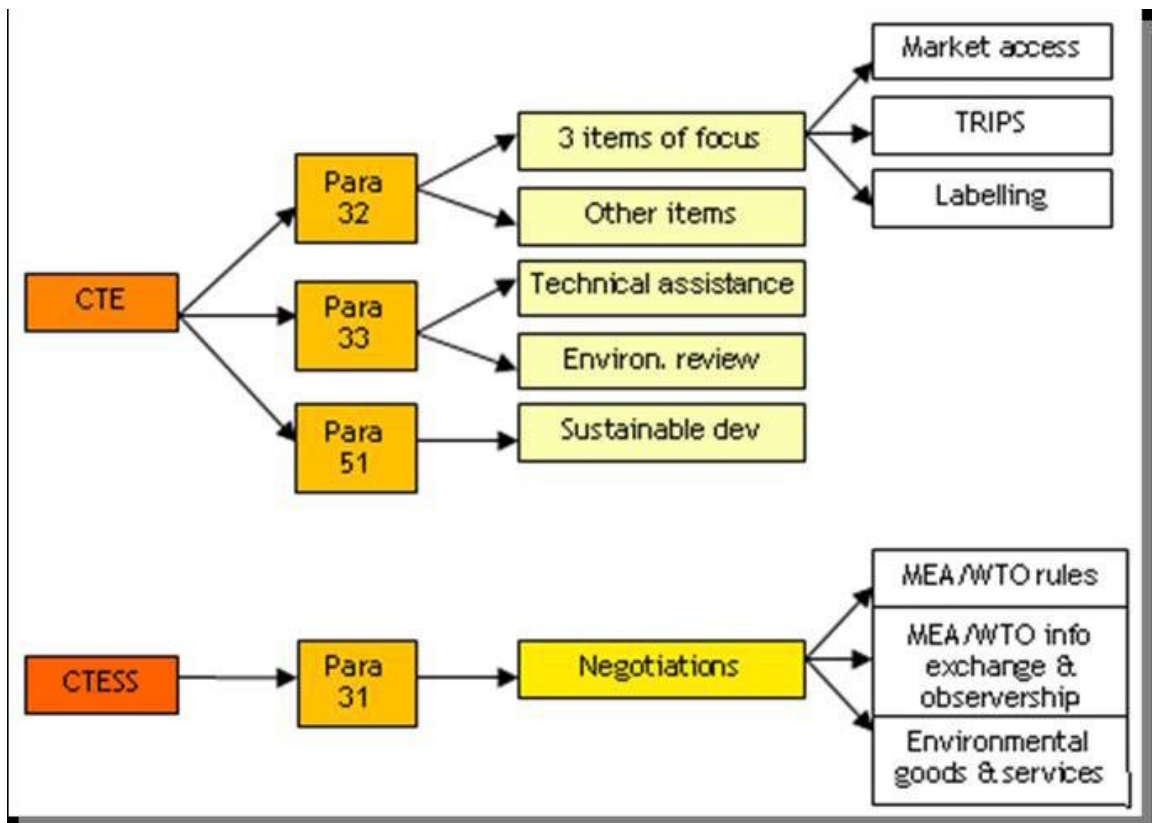 Market access
3 items of focus
TRIPS
Para
32
Labelling
Other items
CTE
Technical assistance
Para
33
Environ. review
Para
51
Sustainable dev
MEA/WTO rules
MEA/WTO info
exchange &
observership
CTESS
Para
31
Negotiations
Environmental
goods & services